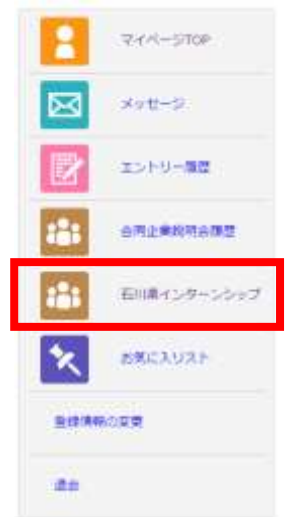 マイページTOP
メッセージ
エントリー履歴
合同企業説明会履歴
石川県インターンシップ
お気に入リスト
登録情報の変更
退会